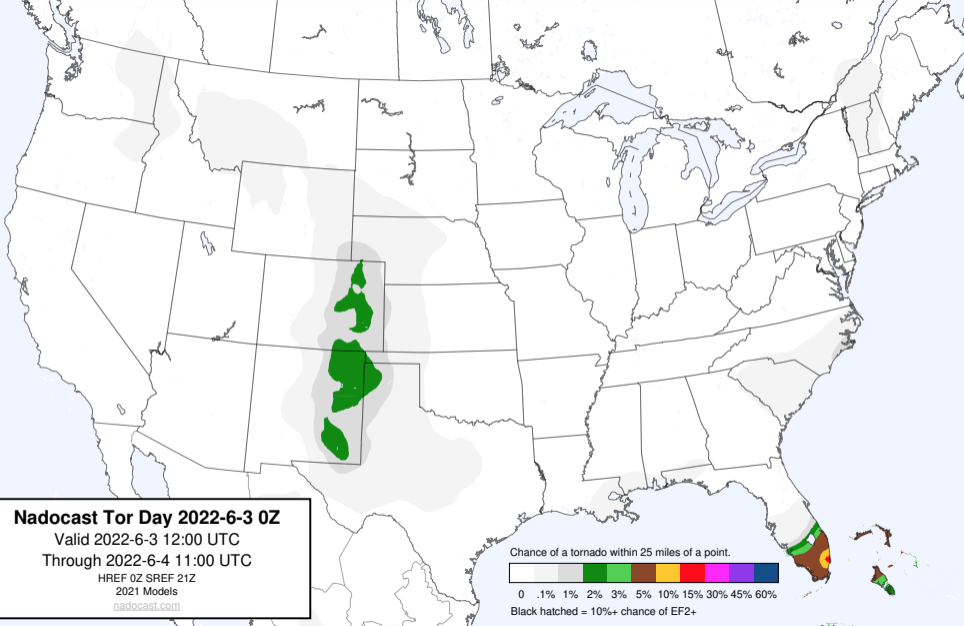 Nadocast Tor Day 2022-6-3 0Z
Valid 2022-6-3 12:00 UTC
Through 2022-6-4 11:00 UTC
HREF 0Z SREF 21Z
2021 Models
nadocast.com
Chance of a tornado within 25 miles of a point.
0 .1% 1% 2% 3% 5% 10% 15% 30% 45% 60%
Black hatched = 10%+ chance of EF2+